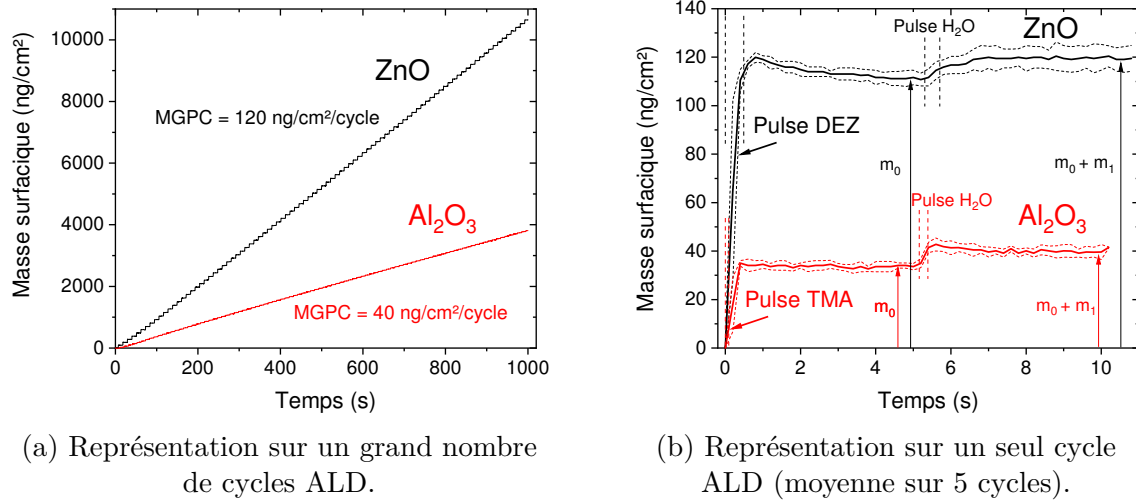 10000
8000
6000
4000
2000
0
Masse surfacique (ng/cm²)
ZnO
MGPC = 120 ng/cm²/cycle
Al₂O₃
MGPC = 40 ng/cm²/cycle
0 200 400 600 800 1000
Temps (s)
(a) Représentation sur un grand nombre
de cycles ALD.
140
120
100
80
60
40
20
0
Masse surfacique (ng/cm²)
Pulse H₂O
ZnO
Pulse DEZ
m₀
m₀ + m₁
Pulse H₂O
Al₂O₃
Pulse TMA
m₀
m₀ + m₁
0 2 4 6 8 10
Temps (s)
(b) Représentation sur un seul cycle
ALD (moyenne sur 5 cycles).